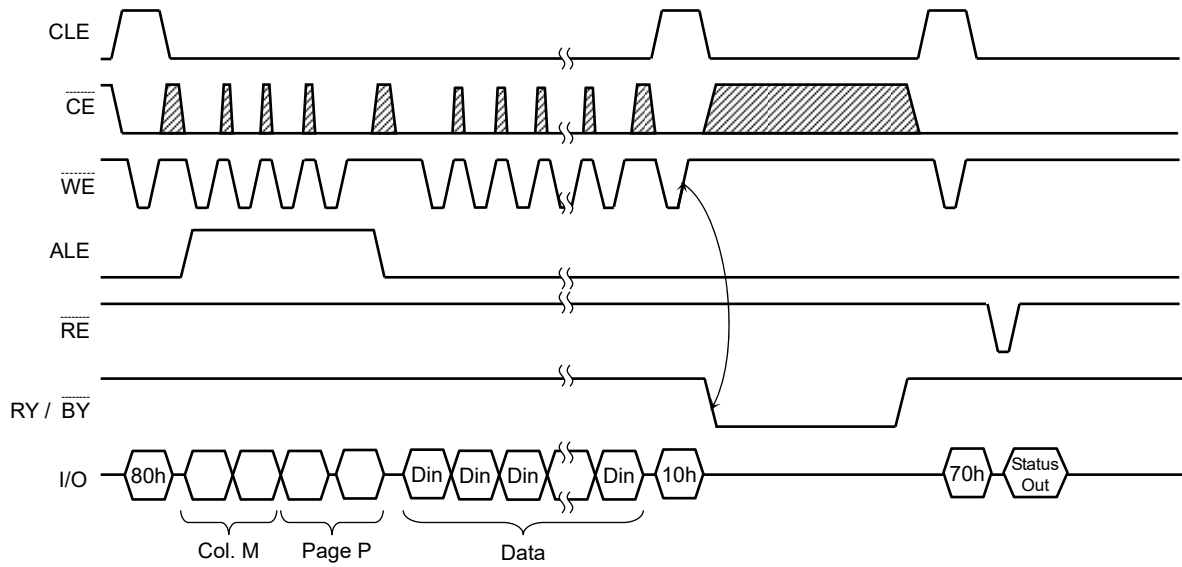 CLE
CE
WE
ALE
RE
RY / BY
I/O
80h
Din
Din
Din
Din
10h
70h
Status
Out
Col. M
Page P
Data